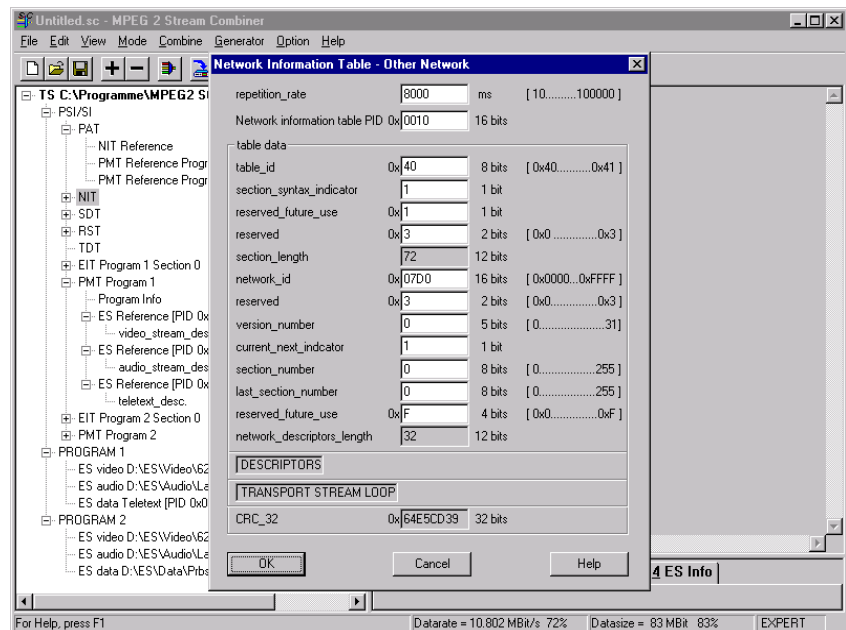 Untitled.sc - MPEG 2 Stream Combiner
File Edit View Mode Combine Generator Option Help
TS C:\Programme\MPEG2 S
PSI/SI
PAT
NIT Reference
PMT Reference Progr
PMT Reference Progr
NIT
SDT
RST
TDT
EIT Program 1 Section 0
PMT Program 1
Program Info
ES Reference [PID 0x
video_stream_des
ES Reference [PID 0x
audio_stream_des
ES Reference [PID 0x
teletext_desc.
EIT Program 2 Section 0
PMT Program 2
PROGRAM 1
ES video D:\ES\Video\62
ES audio D:\ES\Audio\La
ES data Teletext [PID 0x0
PROGRAM 2
ES video D:\ES\Video\62
ES audio D:\ES\Audio\La
ES data D:\ES\Data\Prbs
Network Information Table - Other Network
repetition_rate 8000 ms [ 10.........100000 ]
Network information table PID 0x 0010 16 bits
table data
table_id 0x 40 8 bits [ 0x40...........0x41 ]
section_syntax_indicator 1 1 bit
reserved_future_use 0x 1 1 bit
reserved 0x 3 2 bits [ 0x0 ..............0x3 ]
section_length 72 12 bits
network_id 0x 07D0 16 bits [ 0x0000...0xFFFF ]
reserved 0x 3 2 bits [ 0x0...............0x3 ]
version_number 0 5 bits [ 0......................31]
current_next_indcator 1 1 bit
section_number 0 8 bits [ 0...................255 ]
last_section_number 0 8 bits [ 0...................255 ]
reserved_future_use 0x F 4 bits [ 0x0...............0xF ]
network_descriptors_length 32 12 bits
DESCRIPTORS
TRANSPORT STREAM LOOP
CRC_32 0x 64E5CD39 32 bits
OK Cancel Help
4 ES Info
For Help, press F1 Datarate = 10.802 MBit/s 72% Datasize = 83 MBit 83% EXPERT